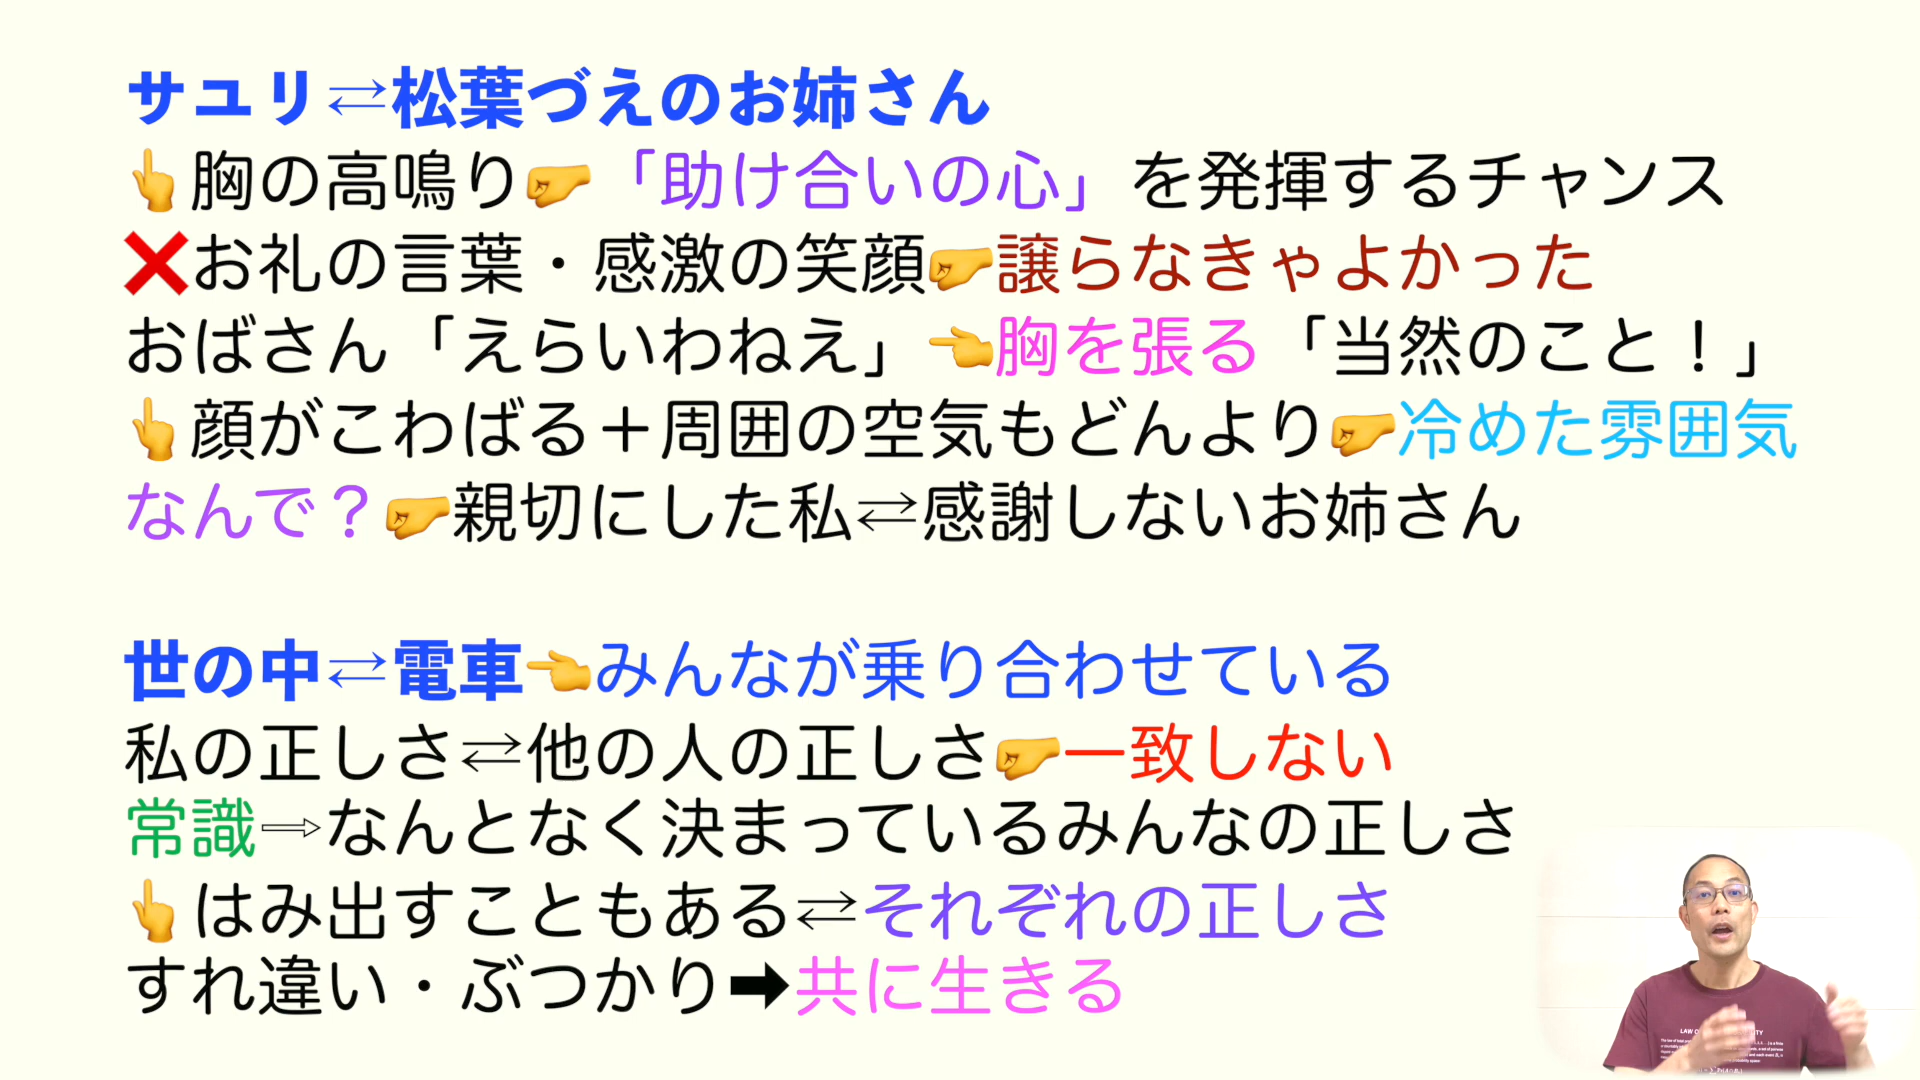 サユリ⇄松葉づえのお姉さん
👆胸の高鳴り👉「助け合いの心」を発揮するチャンス
❌お礼の言葉・感激の笑顔👉譲らなきゃよかった
おばさん「えらいわねえ」👈胸を張る「当然のこと！」
👆顔がこわばる＋周囲の空気もどんより👉冷めた雰囲気
なんで？👉親切にした私⇄感謝しないお姉さん
世の中⇄電車👈みんなが乗り合わせている
私の正しさ⇄他の人の正しさ👉一致しない
常識⇨なんとなく決まっているみんなの正しさ
👆はみ出すこともある⇄それぞれの正しさ
すれ違い・ぶつかり➡共に生きる